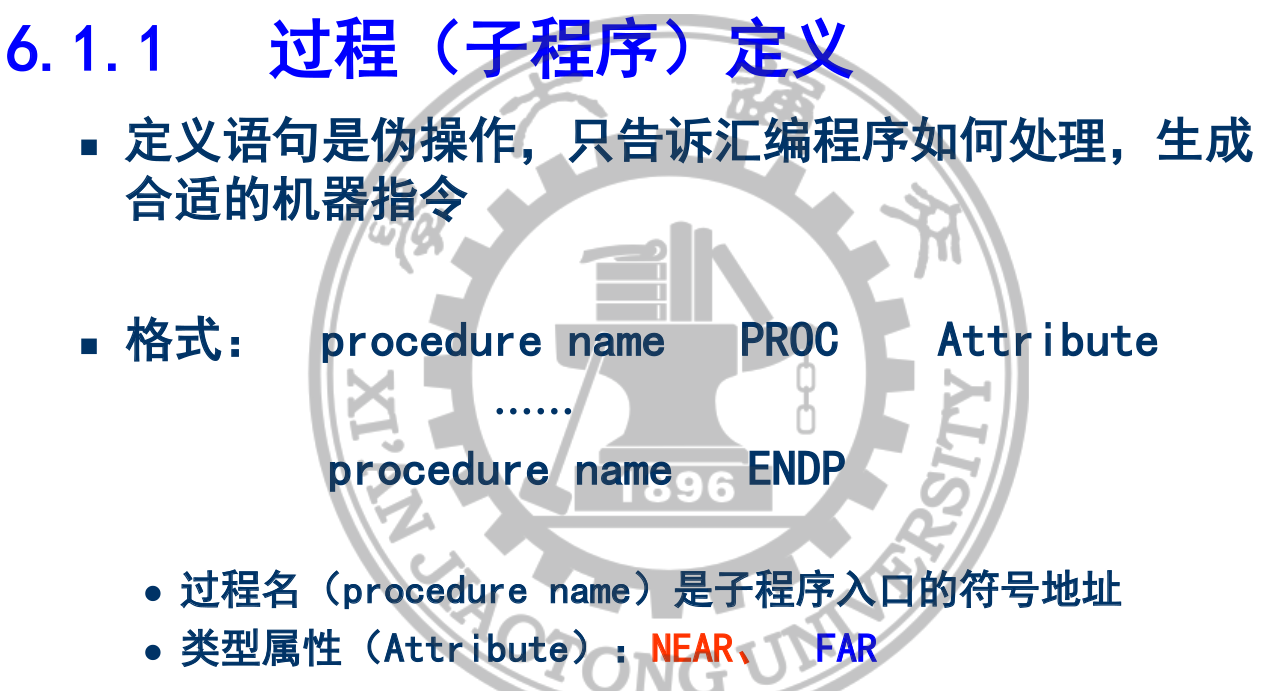 6.1.1 过程（子程序）定义
定义语句是伪操作，只告诉汇编程序如何处理，生成
合适的机器指令
格式： procedure name PROC Attribute
……
procedure name ENDP
1896
过程名（procedure name）是子程序入口的符号地址
类型属性（Attribute）：NEAR、 FAR
XI'AN JIAOTONG UNIVERSITY